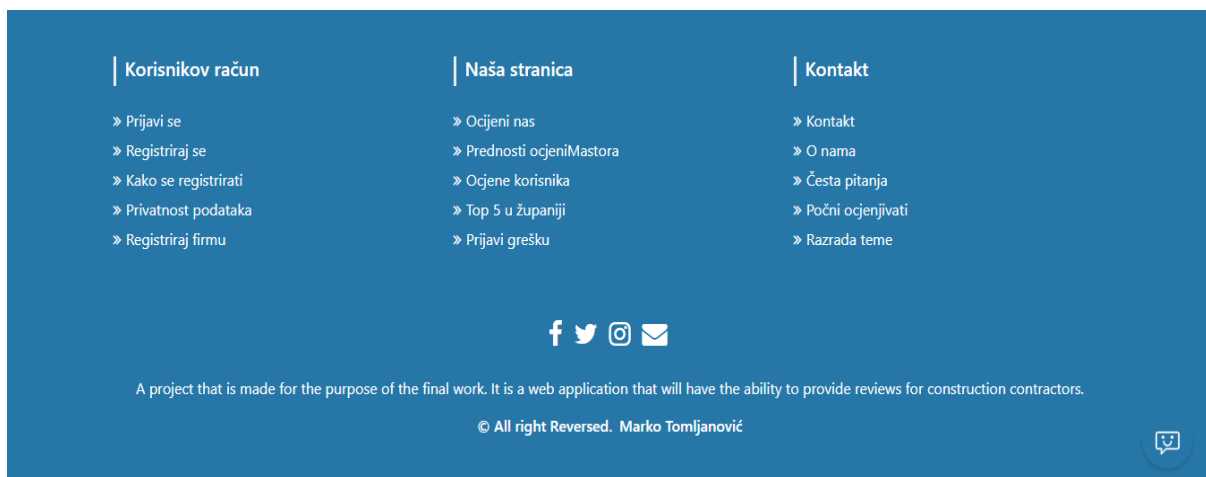 Korisnikov račun
» Prijavi se
» Registriraj se
» Kako se registrirati
» Privatnost podataka
» Registriraj firmu
Naša stranica
» Ocijeni nas
» Prednosti ocjeniMastora
» Ocjene korisnika
» Top 5 u županiji
» Prijavi grešku
Kontakt
» Kontakt
» O nama
» Česta pitanja
» Počni ocjenjivati
» Razrada teme
A project that is made for the purpose of the final work. It is a web application that will have the ability to provide reviews for construction contractors.
© All right Reversed. Marko Tomljanović